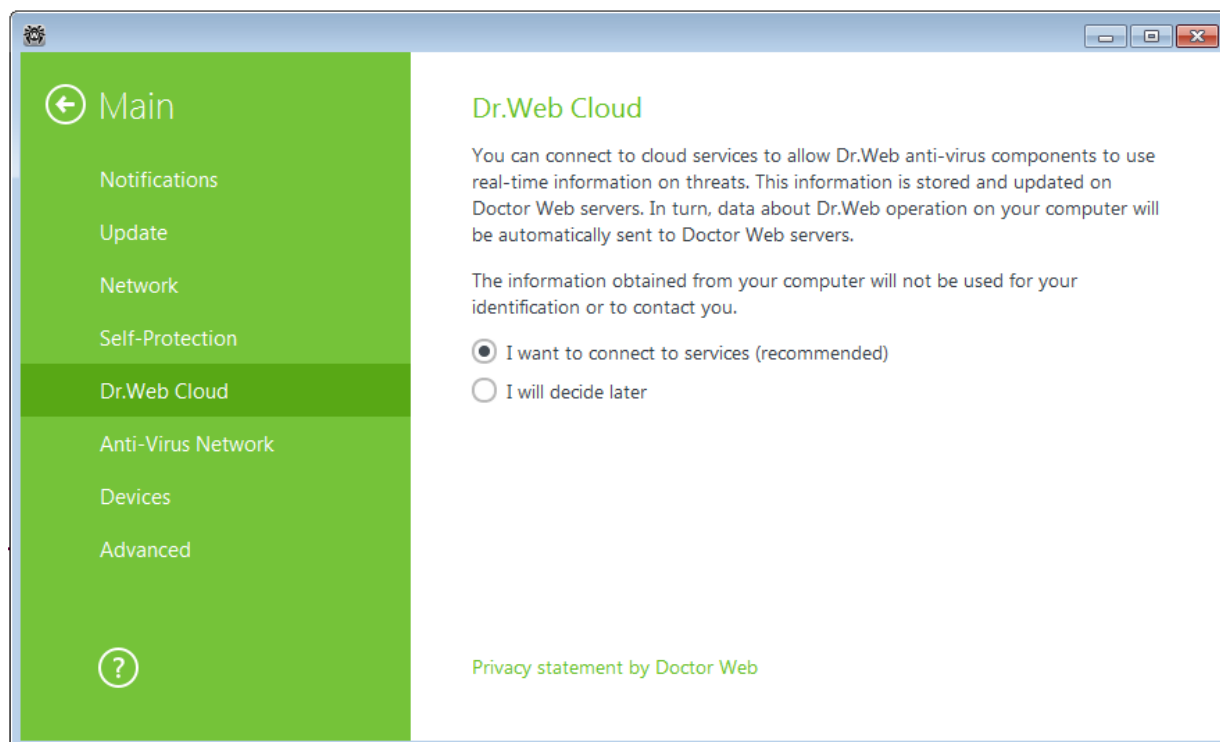 Main
Notifications
Update
Network
Self-Protection
Dr.Web Cloud
Anti-Virus Network
Devices
Advanced
?
Dr.Web Cloud
You can connect to cloud services to allow Dr.Web anti-virus components to use
real-time information on threats. This information is stored and updated on
Doctor Web servers. In turn, data about Dr.Web operation on your computer will
be automatically sent to Doctor Web servers.
The information obtained from your computer will not be used for your
identification or to contact you.
I want to connect to services (recommended)
I will decide later
Privacy statement by Doctor Web